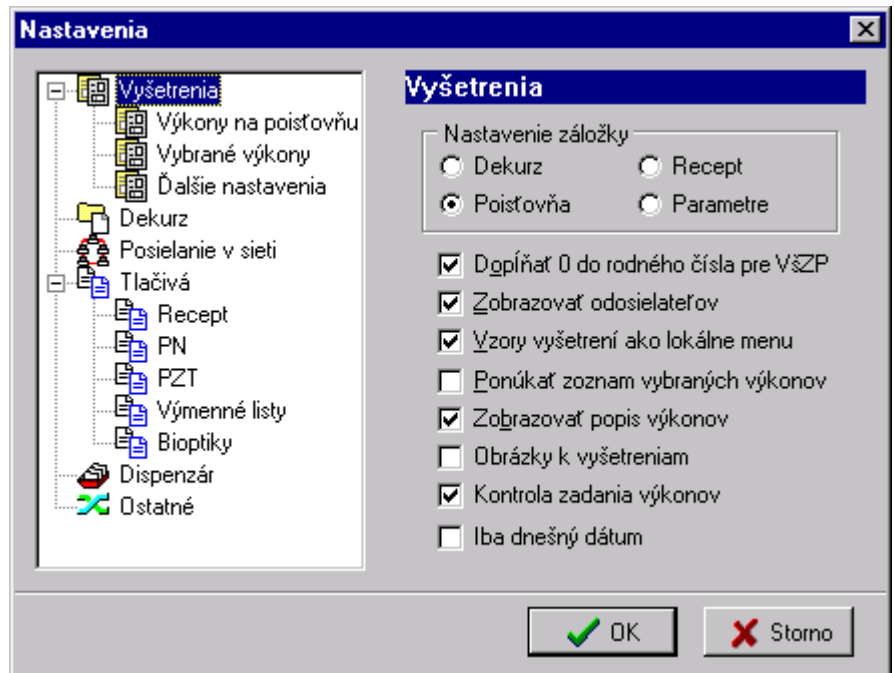 Nastavenia
Vyšetrenia
Výkony na poisťovňu
Vybrané výkony
Ďalšie nastavenia
Dekurz
Posielanie v sieti
Tlačivá
Recept
PN
PZT
Výmenné listy
Bioptiky
Dispenzár
Ostatné
Vyšetrenia
Nastavenie záložky
Dekurz
Recept
Poisťovňa
Parametre
Dopĺňať 0 do rodného čísla pre VšZP
Zobrazovať odosielateľov
Vzory vyšetrení ako lokálne menu
Ponúkať zoznam vybraných výkonov
Zobrazovať popis výkonov
Obrázky k vyšetreniam
Kontrola zadania výkonov
Iba dnešný dátum
OK
Storno